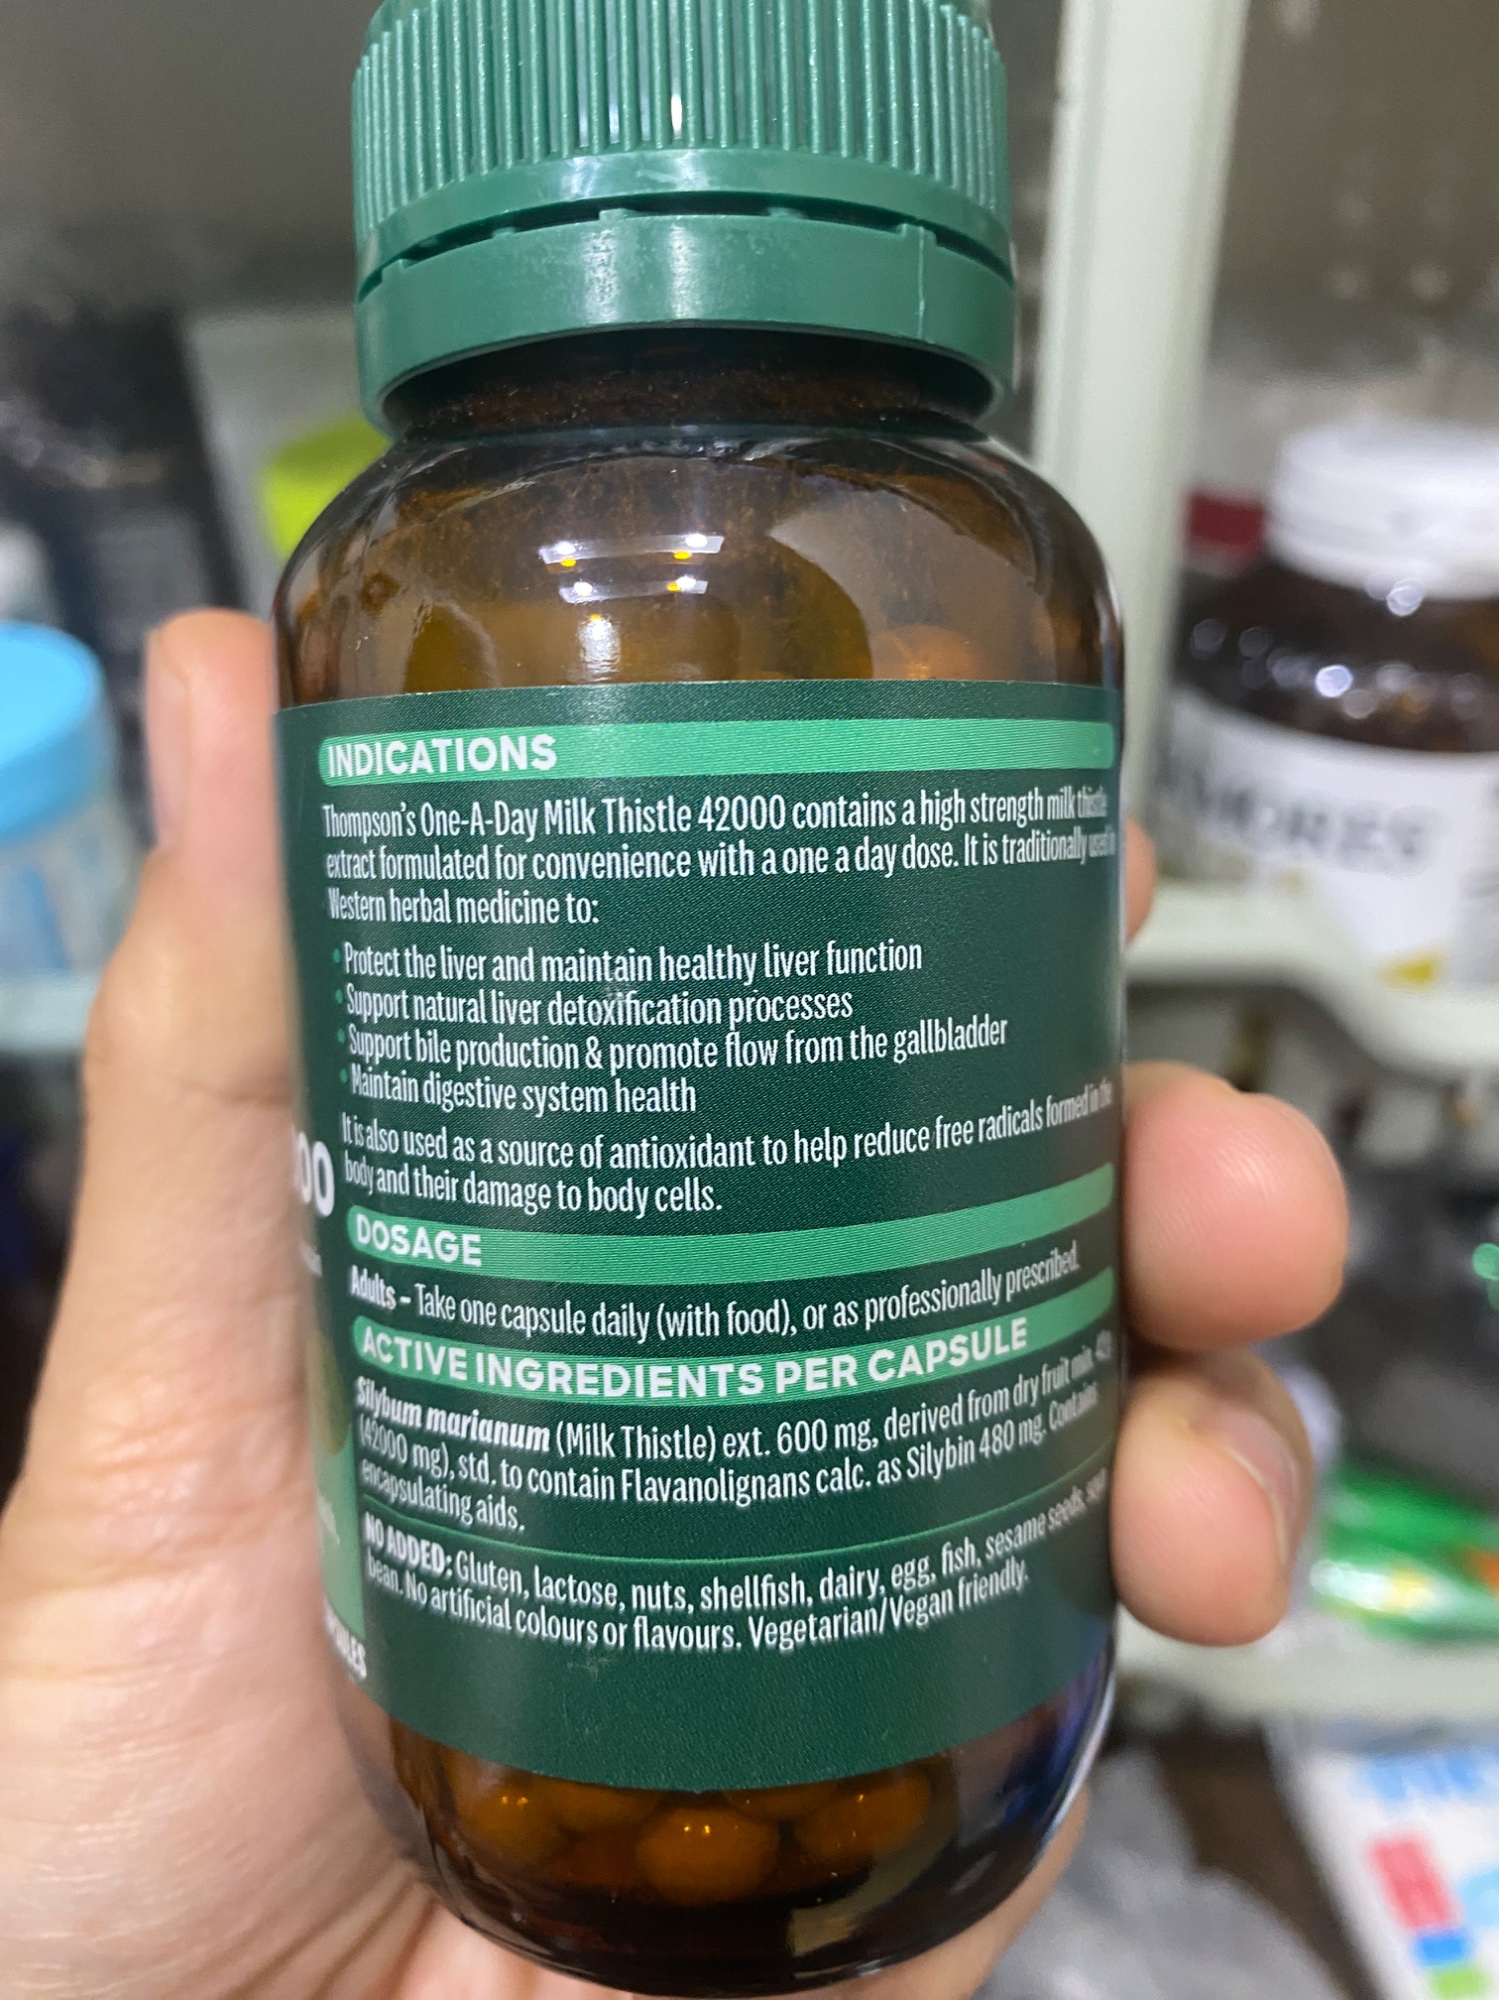 INDICATIONS
Thompson's One-A-Day Milk Thistle 42000 contains a high strength milk thistle
extract formulated for convenience with a one a day dose. It is traditionally used in
Western herbal medicine to:
• Protect the liver and maintain healthy liver function
• Support natural liver detoxification processes
• Support bile production & promote flow from the gallbladder
• Maintain digestive system health
It is also used as a source of antioxidant to help reduce free radicals formed in the
body and their damage to body cells.
DOSAGE
Adults – Take one capsule daily (with food), or as professionally prescribed.
ACTIVE INGREDIENTS PER CAPSULE
Silybum marianum (Milk Thistle) ext. 600 mg, derived from dry fruit min. 42g
(42000 mg), std. to contain Flavanolignans calc. as Silybin 480 mg. Contains
encapsulating aids.
NO ADDED: Gluten, lactose, nuts, shellfish, dairy, egg, fish, sesame seeds, soya
bean. No artificial colours or flavours. Vegetarian/Vegan friendly.
00